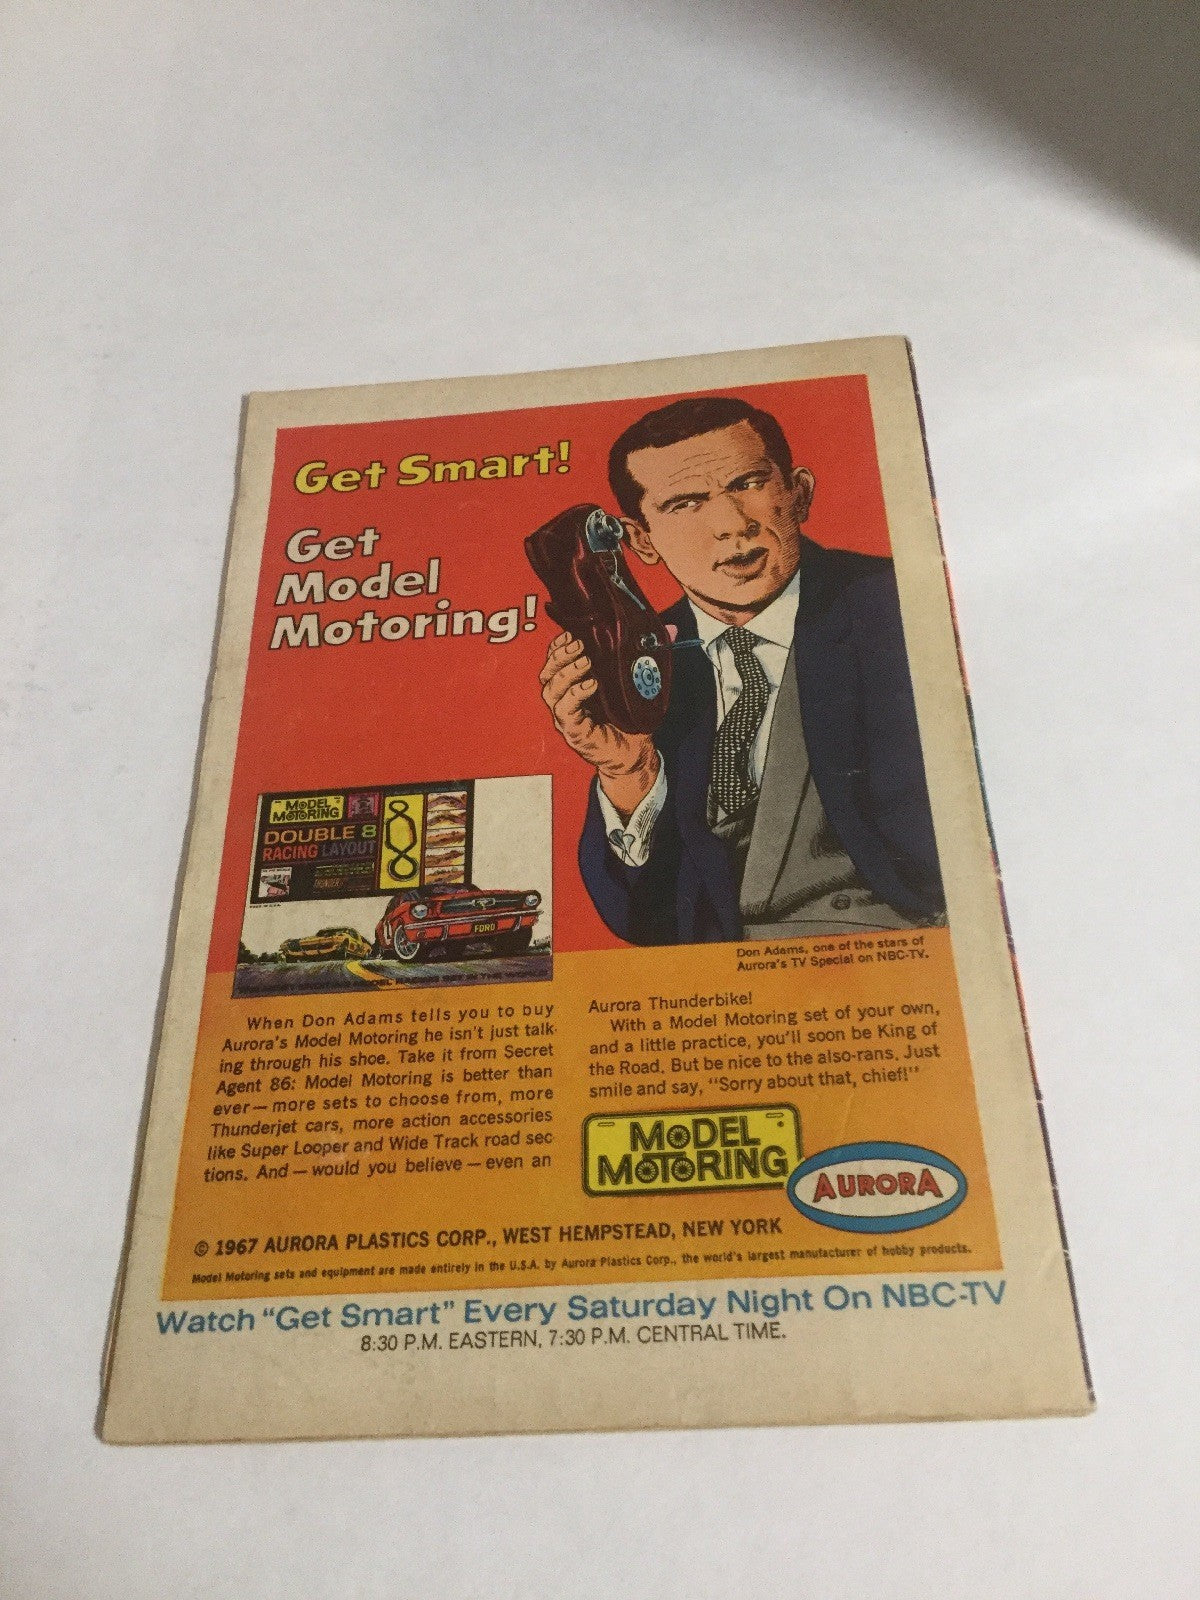 Get Smart!
Get
Model
Motoring!
MODEL
MOTORING
DOUBLE 8
RACING LAYOUT
FORD
Don Adams, one of the stars of
Aurora's TV Special on NBC-TV.
When Don Adams tells you to buy
Aurora's Model Motoring he isn't just talk-
ing through his shoe. Take it from Secret
Agent 86: Model Motoring is better than
ever — more sets to choose from, more
Thunderjet cars, more action accessories
like Super Looper and Wide Track road sec
tions. And — would you believe — even an
Aurora Thunderbike!
With a Model Motoring set of your own,
and a little practice, you'll soon be King of
the Road. But be nice to the also-rans. Just
smile and say, "Sorry about that, chief!"
MODEL
MOTORING
AURORA
© 1967 AURORA PLASTICS CORP., WEST HEMPSTEAD, NEW YORK
Model Motoring sets and equipment are made entirely in the U.S.A. by Aurora Plastics Corp., the world's largest manufacturer of hobby products.
Watch "Get Smart" Every Saturday Night On NBC-TV
8:30 P.M. EASTERN, 7:30 P.M. CENTRAL TIME.